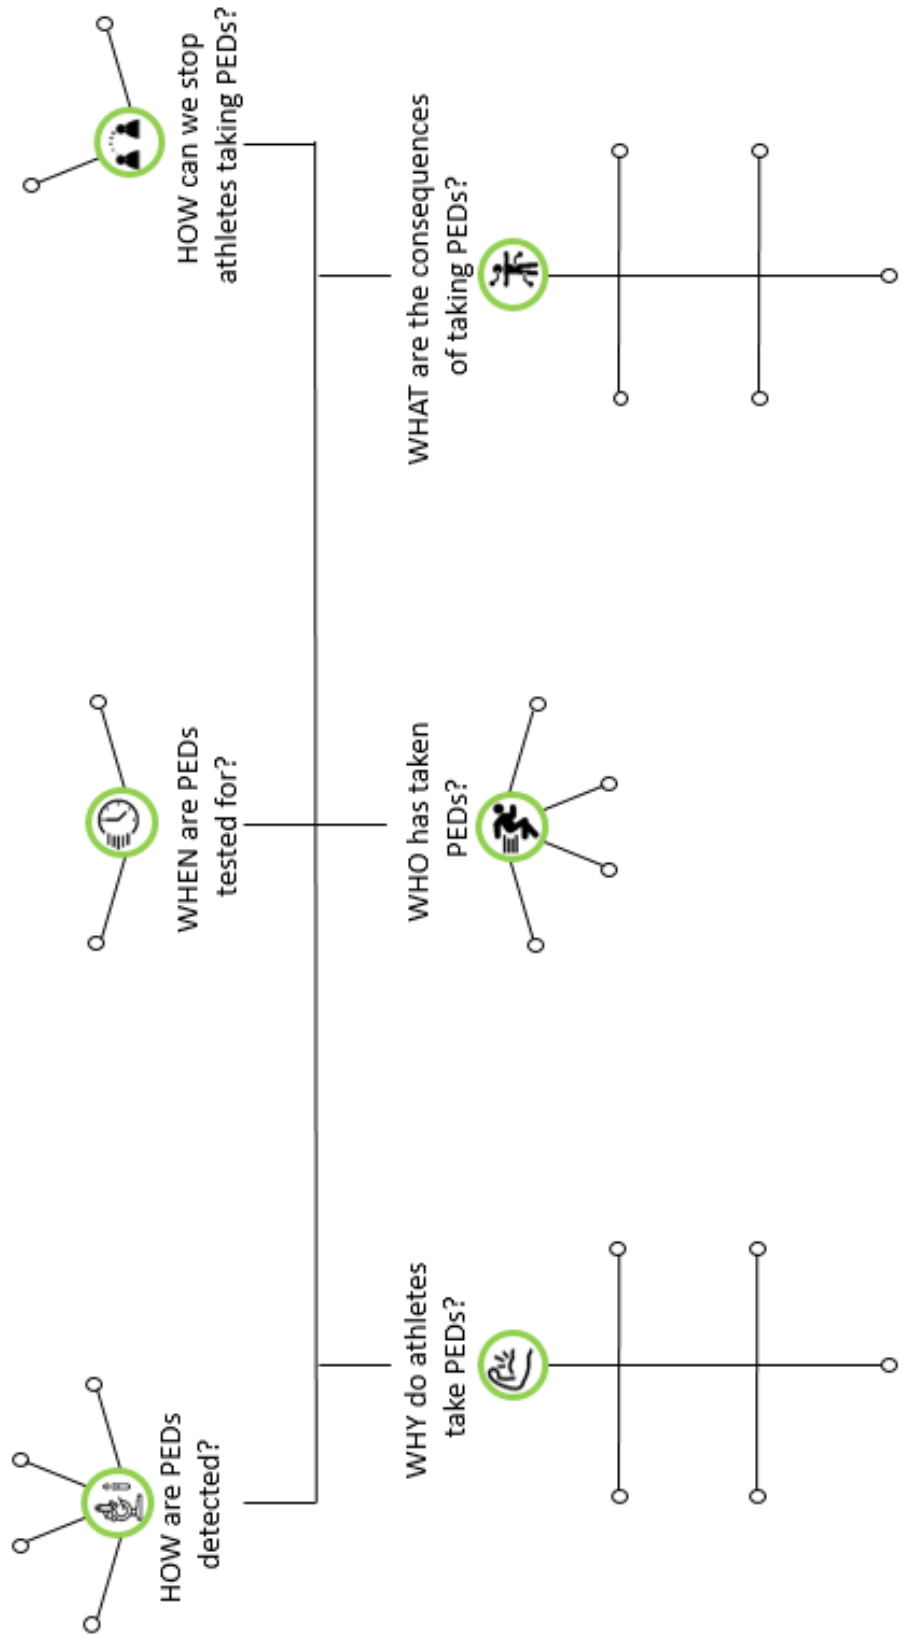 HOW are PEDs
detected?
WHEN are PEDs
tested for?
HOW can we stop
athletes taking PEDs?
WHY do athletes
take PEDs?
WHO has taken
PEDs?
WHAT are the consequences
of taking PEDs?